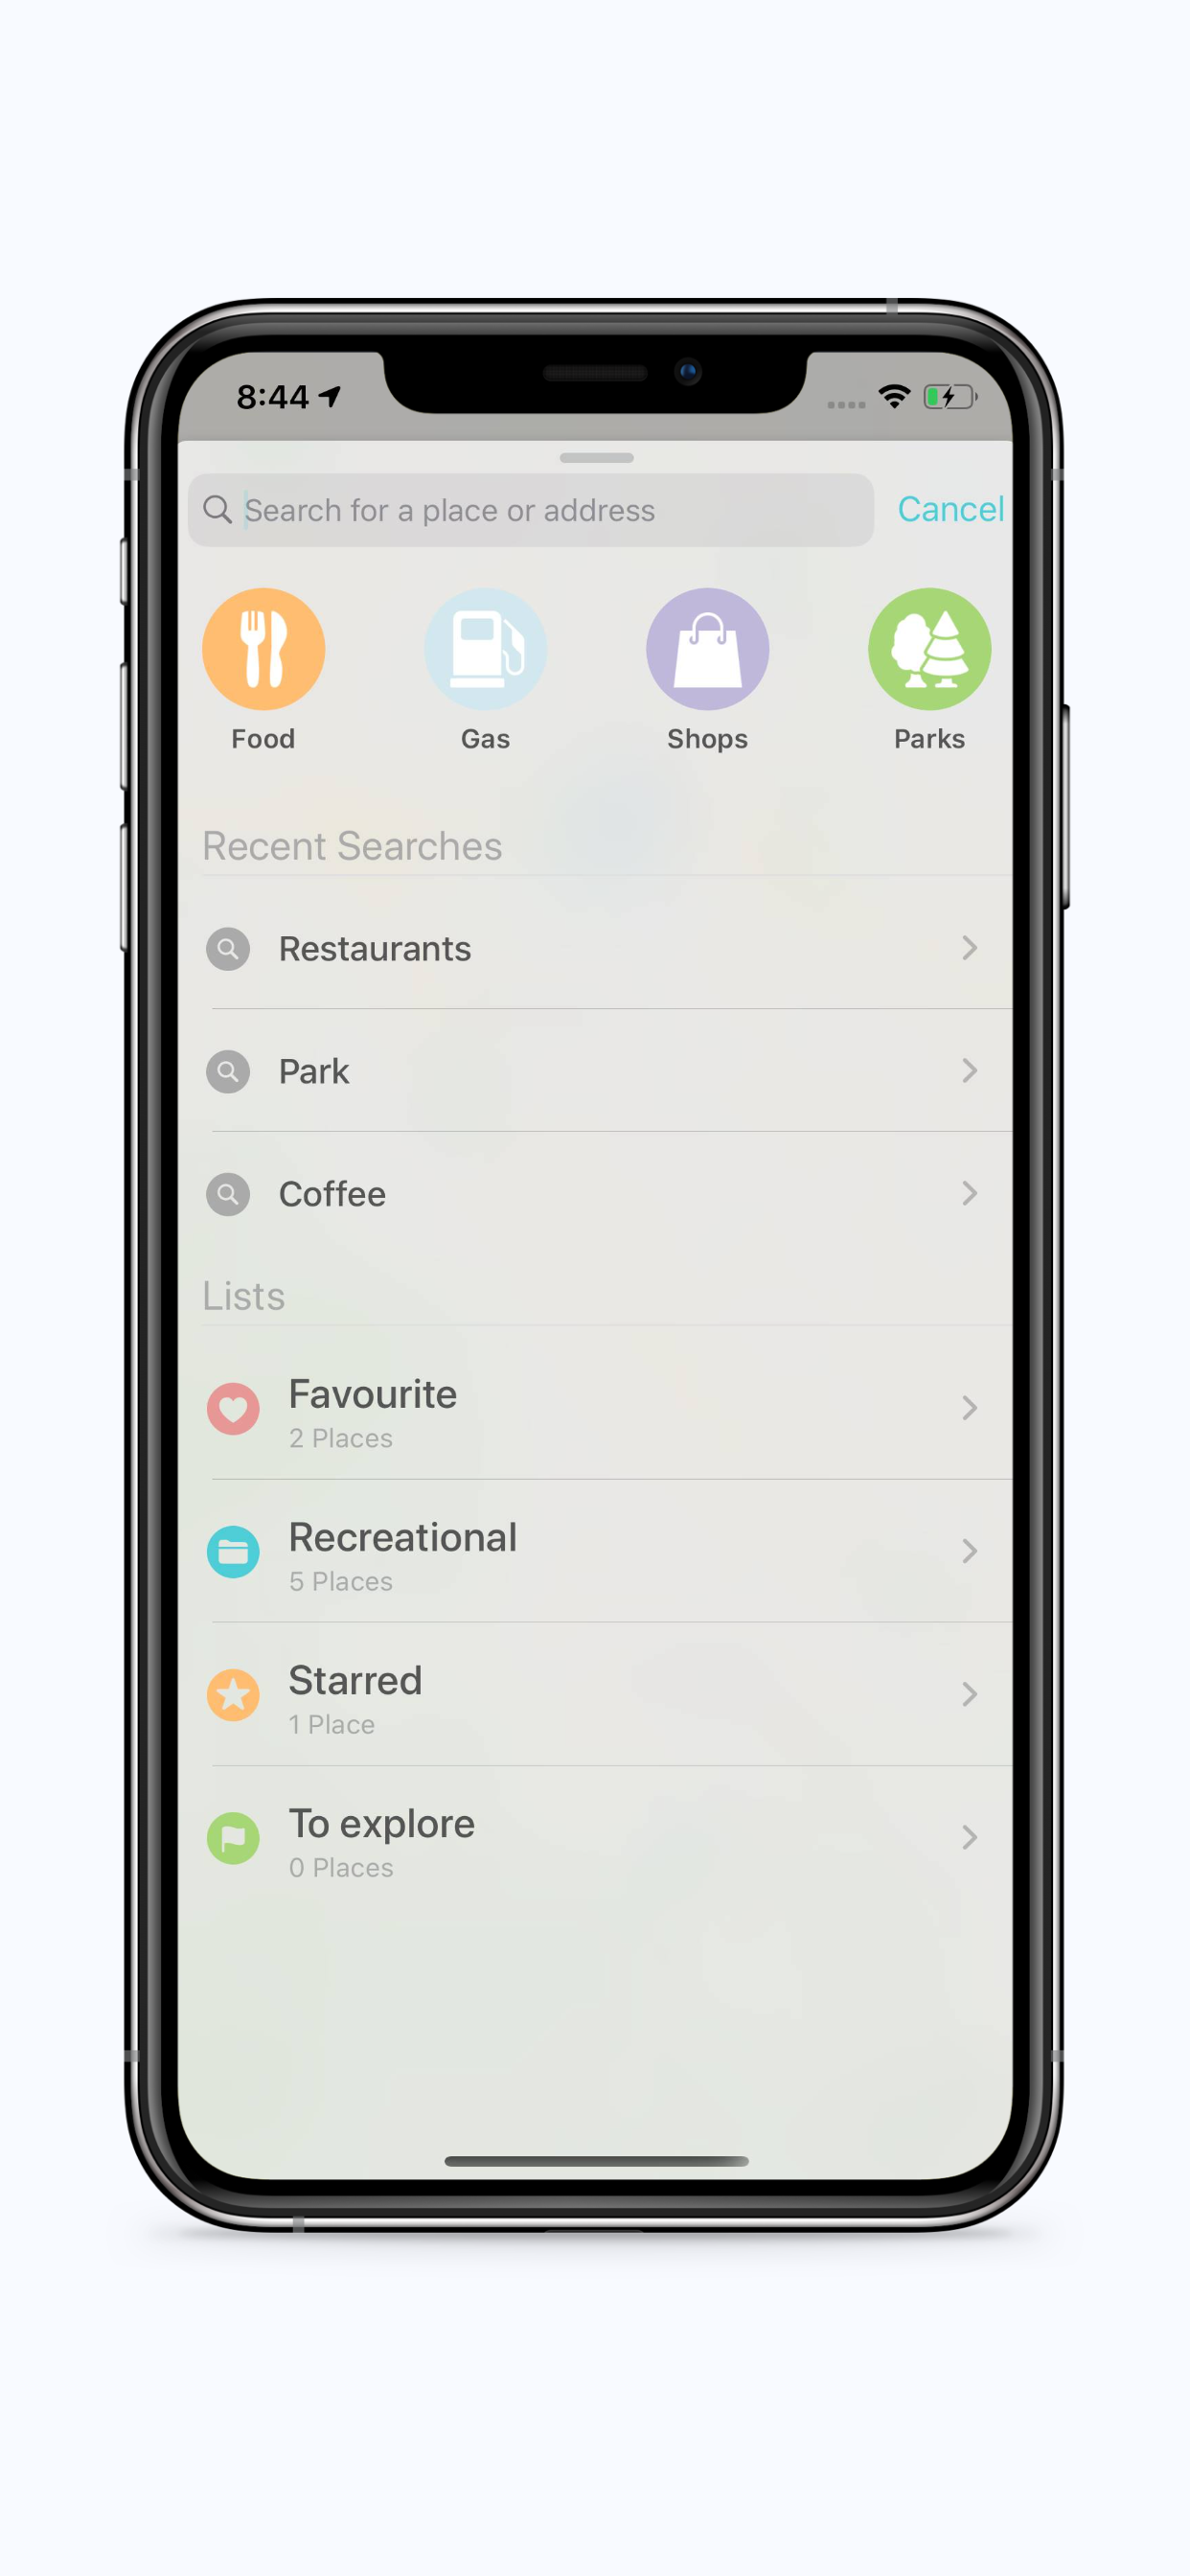 8:44
Search for a place or address
Cancel
Food
Gas
Shops
Parks
Recent Searches
Restaurants
Park
Coffee
Lists
Favourite
2 Places
Recreational
5 Places
Starred
1 Place
To explore
0 Places